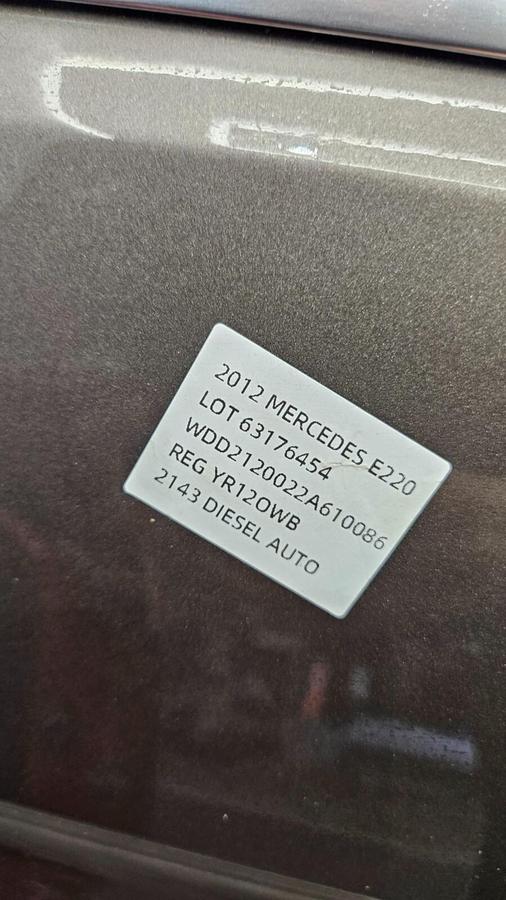 2012 MERCEDES E220
LOT 63176454
WDD2120022A610086
REG YR12OWB
2143 DIESEL AUTO